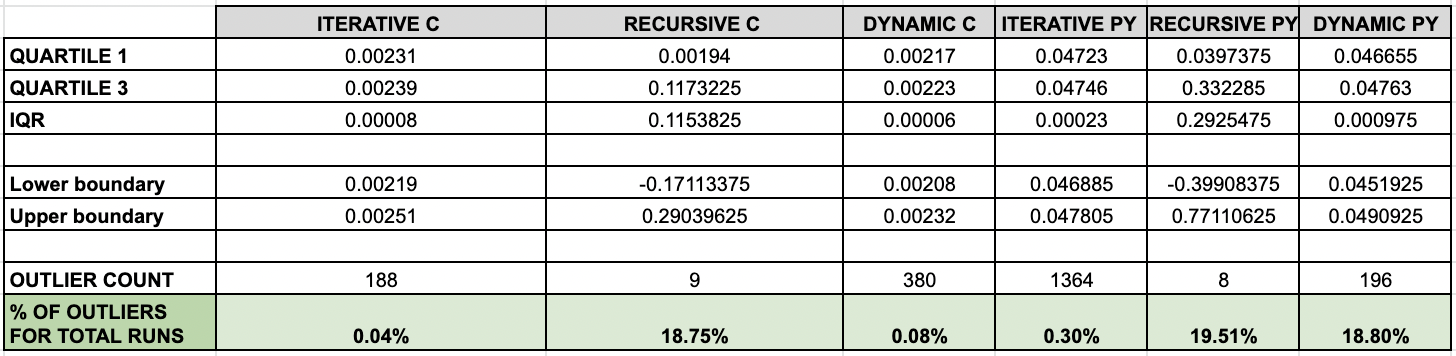 ITERATIVE C RECURSIVE C DYNAMIC C ITERATIVE PY RECURSIVE PY DYNAMIC PY
QUARTILE 1 0.00231 0.00194 0.00217 0.04723 0.0397375 0.046655
QUARTILE 3 0.00239 0.1173225 0.00223 0.04746 0.332285 0.04763
IQR 0.00008 0.1153825 0.00006 0.00023 0.2925475 0.000975
Lower boundary 0.00219 -0.17113375 0.00208 0.046885 -0.39908375 0.0451925
Upper boundary 0.00251 0.29039625 0.00232 0.047805 0.77110625 0.0490925
OUTLIER COUNT 188 9 380 1364 8 196
% OF OUTLIERS
FOR TOTAL RUNS 0.04% 18.75% 0.08% 0.30% 19.51% 18.80%